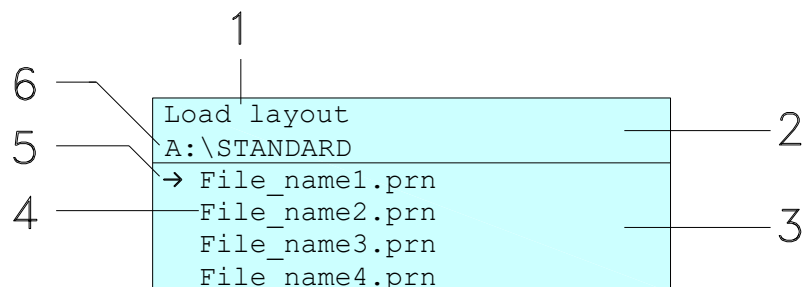 1
6
Load layout
2
A:\STANDARD
5
→ File_name1.prn
4
File_name2.prn
3
File_name3.prn
File_name4.prn